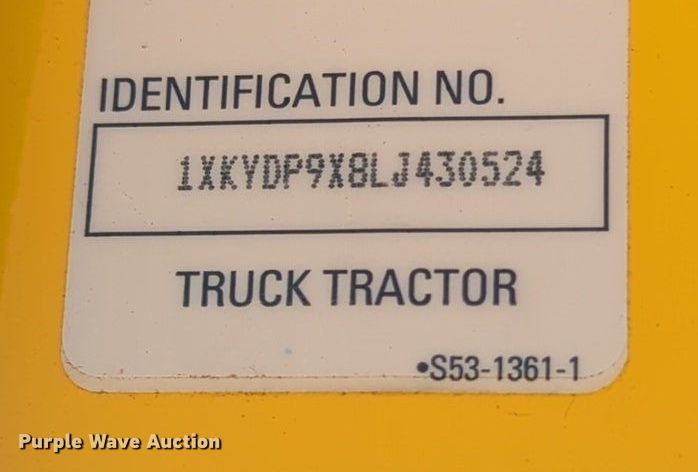 IDENTIFICATION NO.
1XKYDP9X8LJ430524
TRUCK TRACTOR
•S53-1361-1
Purple Wave Auction